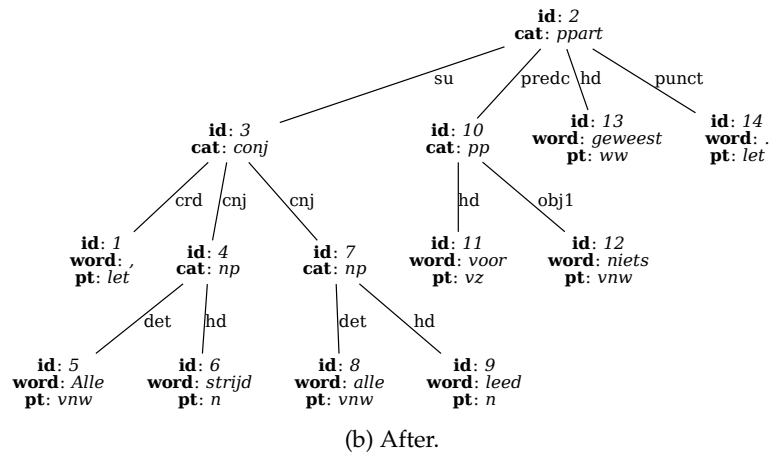 id: 2
cat: ppart
su
predc
hd
punct
id: 3
cat: conj
id: 10
cat: pp
id: 13
word: geweest
pt: ww
id: 14
word: .
pt: let
crd
cnj
cnj
hd
obj1
id: 1
word: ,
pt: let
id: 4
cat: np
id: 7
cat: np
id: 11
word: voor
pt: vz
id: 12
word: niets
pt: vnw
det
hd
det
hd
id: 5
word: Alle
pt: vnw
id: 6
word: strijd
pt: n
id: 8
word: alle
pt: vnw
id: 9
word: leed
pt: n
(b) After.